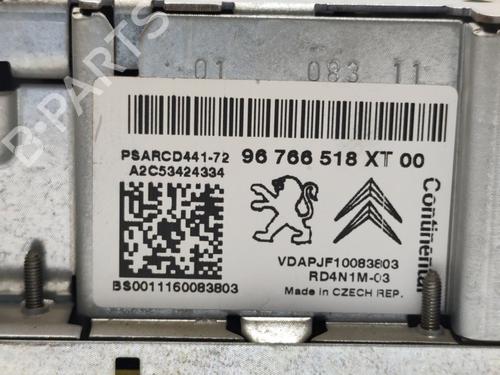 01 083 11
PSARCD441-72
96 766 518 XT 00
A2C53424334
Continental
VDAPJF10083803
RD4N1M-03
BS0011160083803
Made in CZECH REP.
B-PARTS